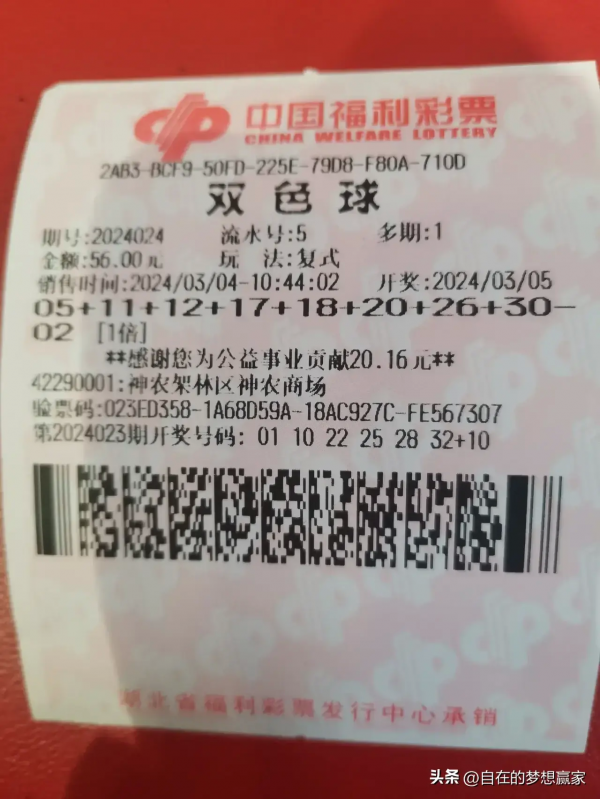 中国福利彩票
CHINA WELFARE LOTTERY
2AB3-BCF9-50FD-225E-79D8-F80A-710D
双色球
期号:2024024 流水号:5 多期:1
金额:56.00元 玩 法:复式
销售时间:2024/03/04-10:44:02 开奖:2024/03/05
05+11+12+17+18+20+26+30-
02 [1倍]
**感谢您为公益事业贡献20.16元**
42290001:神农架林区神农商场
验票码:023ED358-1A68D59A-18AC927C-FE567307
第2024023期开奖号码: 01 10 22 25 28 32+10
湖北省福利彩票发行中心承销
头条 @自在的梦想赢家